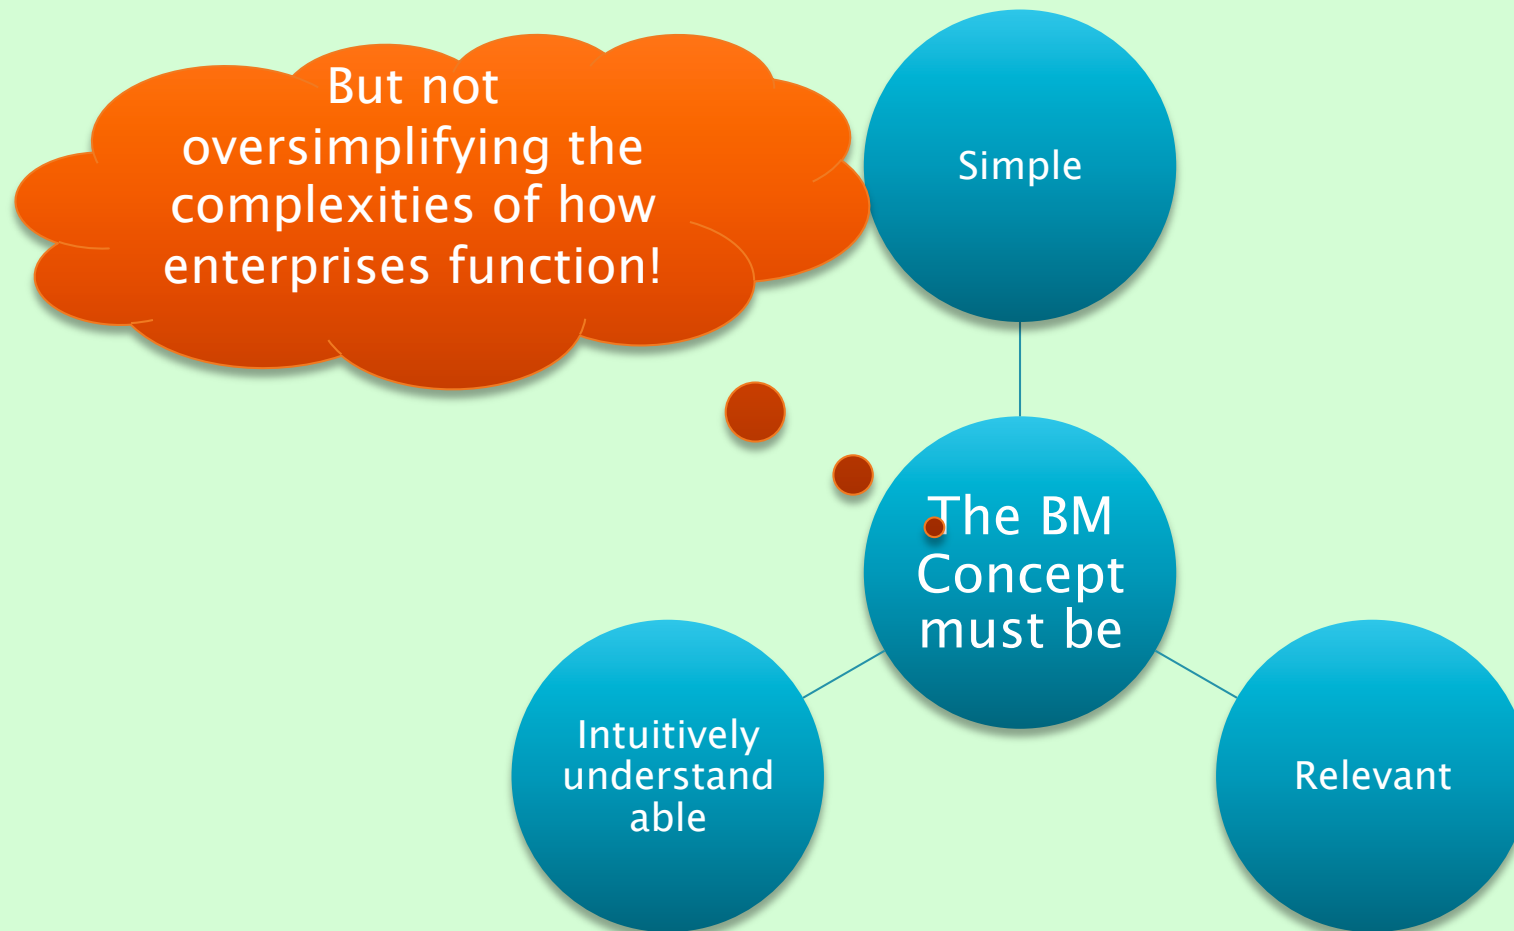 But not
oversimplifying the
complexities of how
enterprises function!
Simple
The BM
Concept
must be
Intuitively
understand
able
Relevant